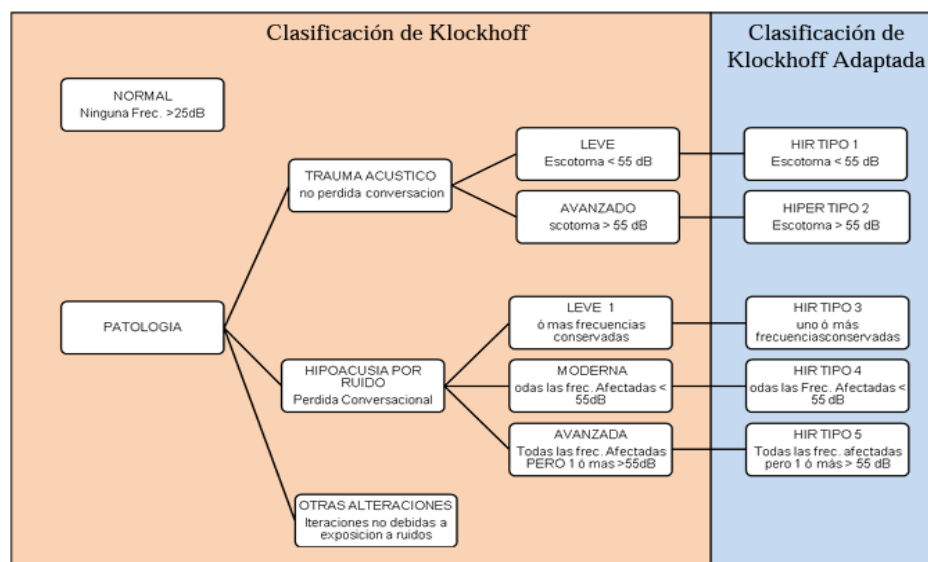 Clasificación de Klockhoff
Clasificación de
Klockhoff Adaptada
NORMAL
Ninguna Frec. >25dB
PATOLOGIA
TRAUMA ACUSTICO
no perdida conversacion
LEVE
Escotoma < 55 dB
HIR TIPO 1
Escotoma < 55 dB
AVANZADO
scotoma > 55 dB
HIPER TIPO 2
Escotoma > 55 dB
HIPOACUSIA POR
RUIDO
Perdida Conversacional
LEVE 1
ó mas frecuencias
conservadas
HIR TIPO 3
uno ó más
frecuenciasconservadas
MODERNA
odas las frec. Afectadas <
55dB
HIR TIPO 4
odas las Frec. Afectadas <
55 dB
AVANZADA
Todas las frec. Afectadas
PERO 1 ó mas >55dB
HIR TIPO 5
Todas las frec. afectadas
pero 1 ó más > 55 dB
OTRAS ALTERACIONES
Iteraciones no debidas a
exposicion a ruidos